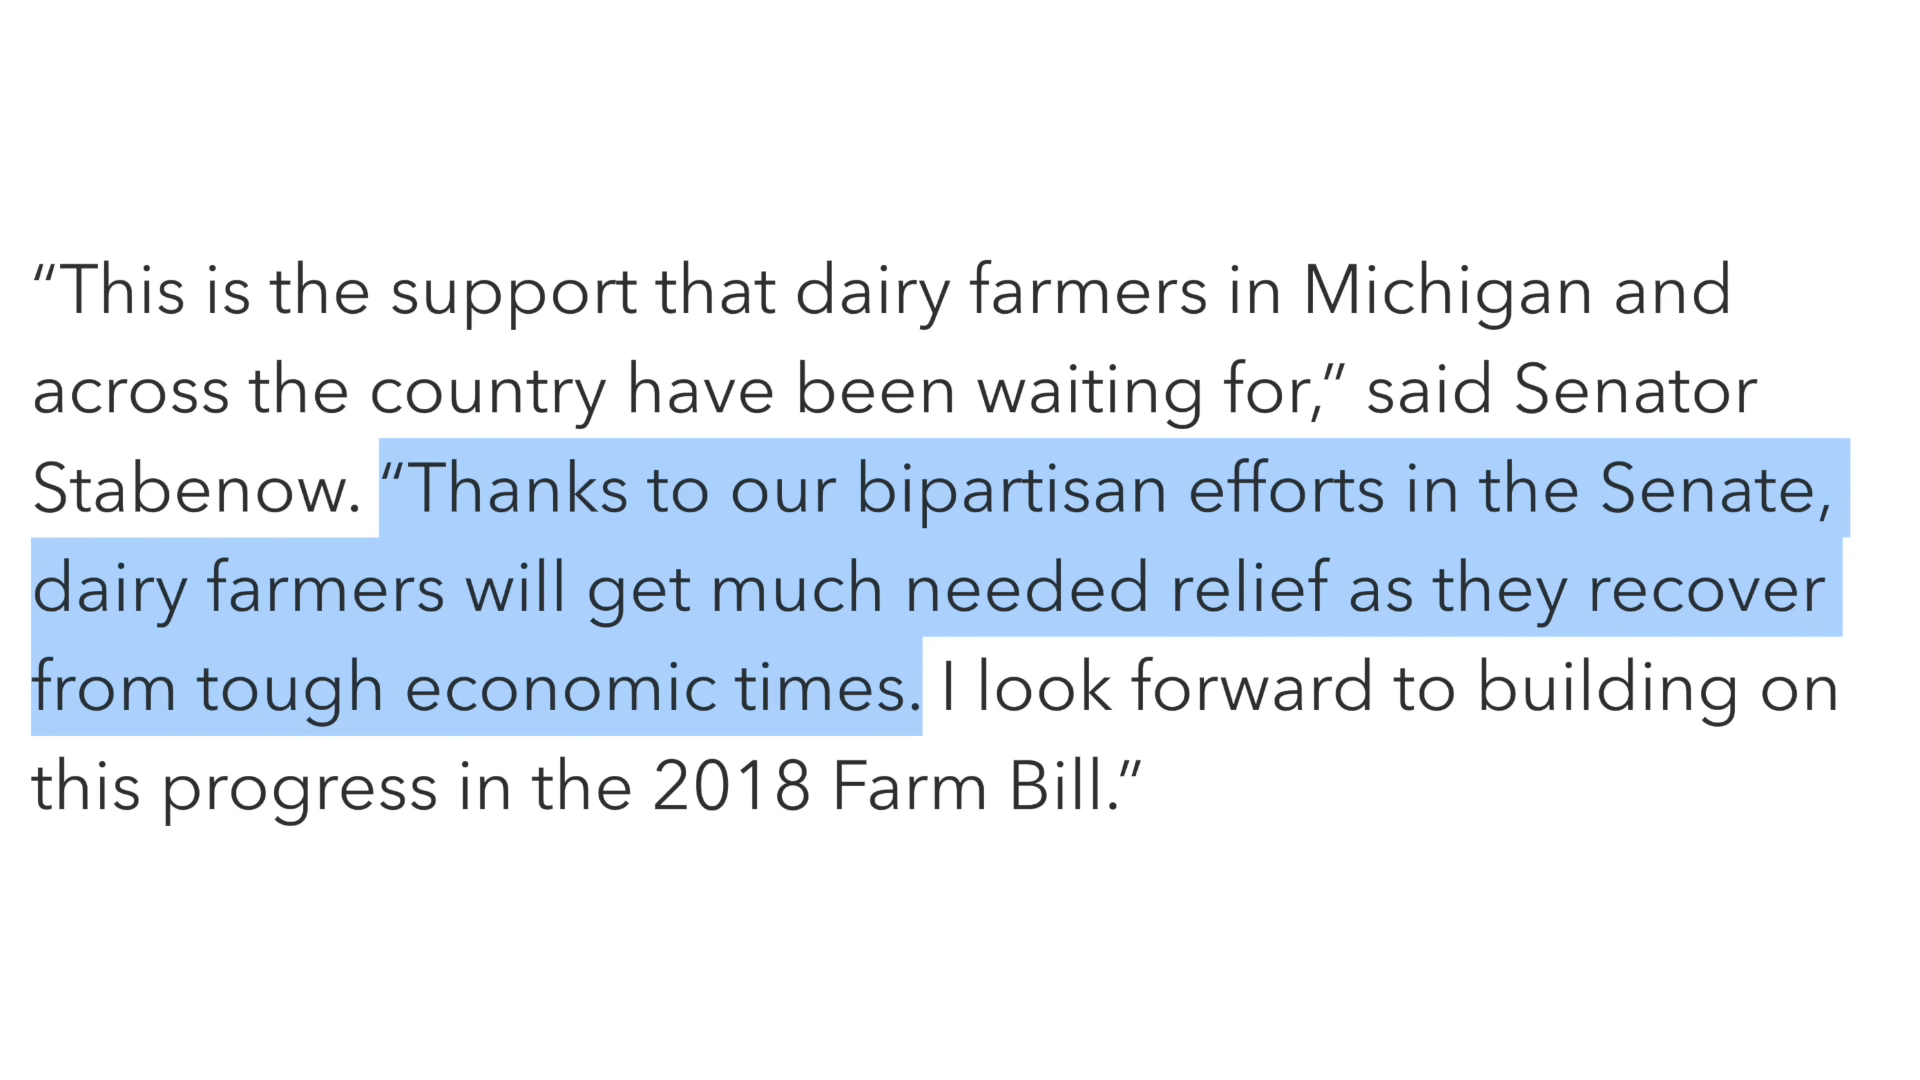 “This is the support that dairy farmers in Michigan and
across the country have been waiting for,” said Senator
Stabenow. “Thanks to our bipartisan efforts in the Senate,
dairy farmers will get much needed relief as they recover
from tough economic times. I look forward to building on
this progress in the 2018 Farm Bill.”